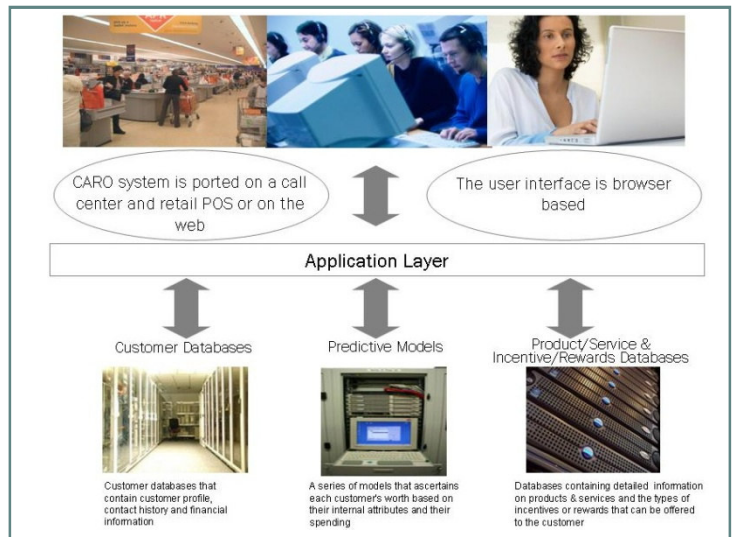 CARO system is ported on a call
center and retail POS or on the
web
The user interface is browser
based
Application Layer
Customer Databases
Predictive Models
Product/Service &
Incentive/Rewards Databases
Customer databases that
contain customer profile,
contact history and financial
information
A series of models that ascertains
each customer's worth based on
their internal attributes and their
spending
Databases containing detailed information
on products & services and the types of
incentives or rewards that can be offered
to the customer